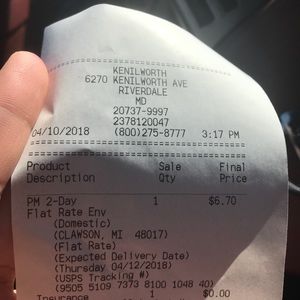 KENILWORTH
6270 KENILWORTH AVE
RIVERDALE
MD
20737-9997
2378120047
04/10/2018 (800)275-8777 3:17 PM
Product Sale Final
Description Qty Price
PM 2-Day 1 $6.70
Flat Rate Env
(Domestic)
(CLAWSON, MI 48017)
(Flat Rate)
(Expected Delivery Date)
(Thursday 04/12/2018)
(USPS Tracking #)
(9505 5109 7373 8100 1048 40)
Insurance 1 $0.00